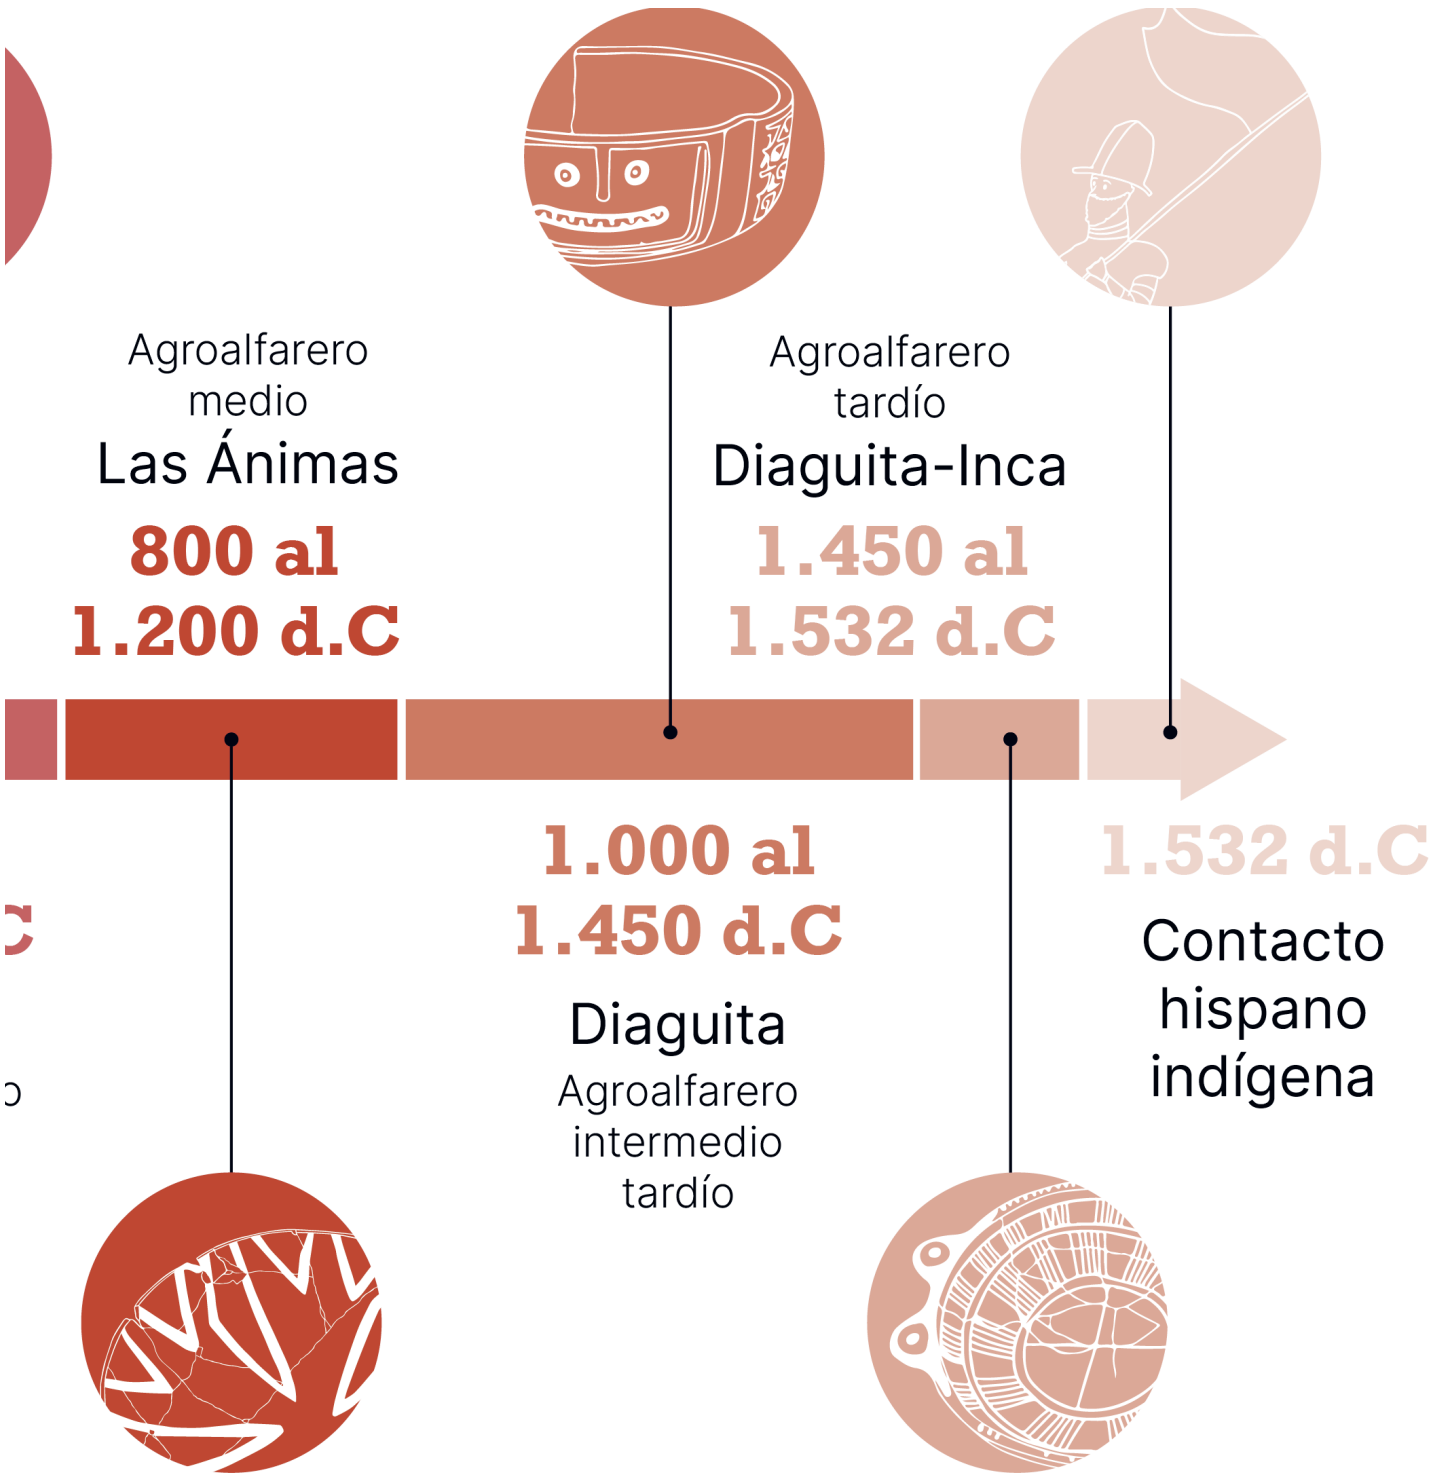 Agroalfarero
medio
Las Ánimas
800 al
1.200 d.C
Agroalfarero
tardío
Diaguita-Inca
1.450 al
1.532 d.C
1.000 al
1.450 d.C
Diaguita
Agroalfarero
intermedio
tardío
1.532 d.C
Contacto
hispano
indígena